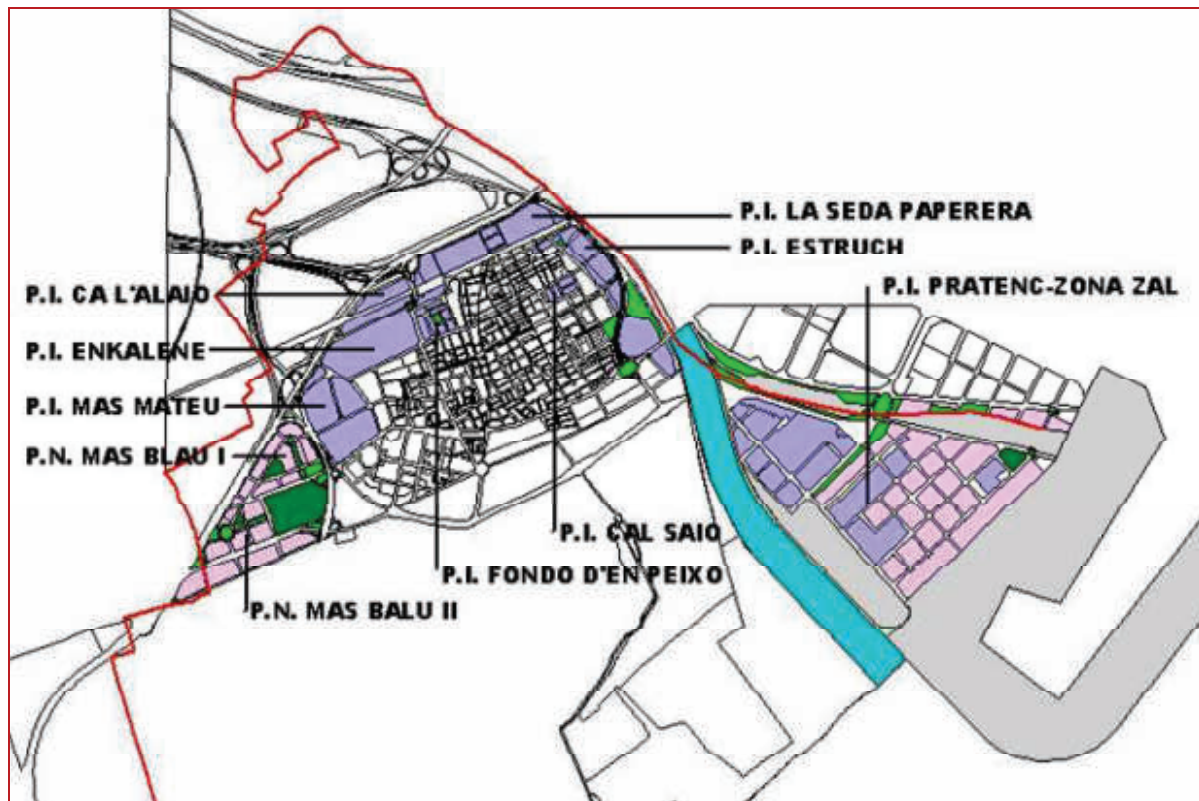 P.I. LA SEDA PAPERERA
P.I. ESTRUCH
P.I. PRATENC-ZONA ZAL
P.I. CA L'ALAIO
P.I. ENKALENE
P.I. MAS MATEU
P.N. MAS BLAU I
P.I. CAL SAIO
P.I. FONDO D'EN PEIXO
P.N. MAS BALU II